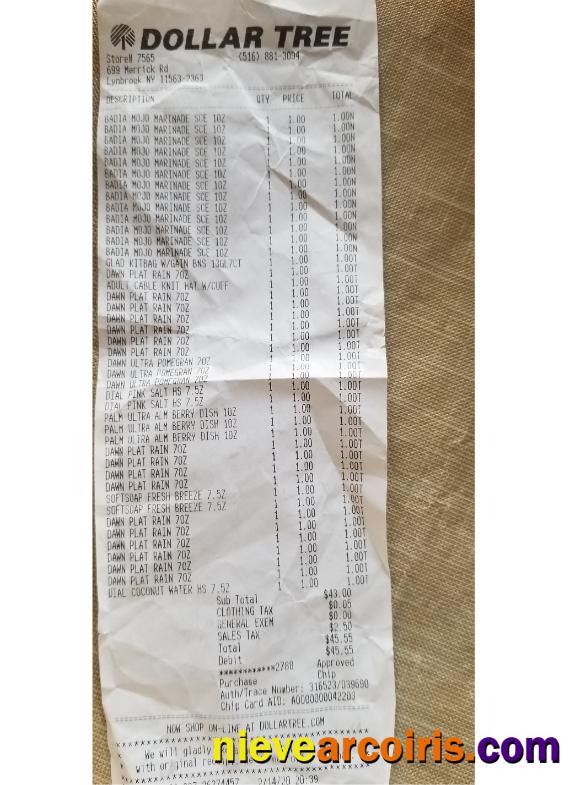 DOLLAR TREE
Store# 7565 (516) 881-3094
699 Merrick Rd
Lynbrook NY 11563-2363
DESCRIPTION QTY PRICE TOTAL
BADIA MOJO MARINADE SCE 10Z 1 1.00 1.00N
BADIA MOJO MARINADE SCE 10Z 1 1.00 1.00N
BADIA MOJO MARINADE SCE 10Z 1 1.00 1.00N
BADIA MOJO MARINADE SCE 10Z 1 1.00 1.00N
BADIA MOJO MARINADE SCE 10Z 1 1.00 1.00N
BADIA MOJO MARINADE SCE 10Z 1 1.00 1.00N
BADIA MOJO MARINADE SCE 10Z 1 1.00 1.00N
BADIA MOJO MARINADE SCE 10Z 1 1.00 1.00N
BADIA MOJO MARINADE SCE 10Z 1 1.00 1.00N
BADIA MOJO MARINADE SCE 10Z 1 1.00 1.00N
BADIA MOJO MARINADE SCE 10Z 1 1.00 1.00N
BADIA MOJO MARINADE SCE 10Z 1 1.00 1.00N
BADIA MOJO MARINADE SCE 10Z 1 1.00 1.00N
GLAD KITBAG W/GAIN BNS 13GL7CT 1 1.00 1.00T
DAWN PLAT RAIN 7OZ 1 1.00 1.00T
ADULT CABLE KNIT HAT W/CUFF 1 1.00 1.00T
DAWN PLAT RAIN 7OZ 1 1.00 1.00T
DAWN PLAT RAIN 7OZ 1 1.00 1.00T
DAWN PLAT RAIN 7OZ 1 1.00 1.00T
DAWN PLAT RAIN 7OZ 1 1.00 1.00T
DAWN PLAT RAIN 7OZ 1 1.00 1.00T
DAWN PLAT RAIN 7OZ 1 1.00 1.00T
DAWN ULTRA POMEGRAN 7OZ 1 1.00 1.00T
DAWN ULTRA POMEGRAN 7OZ 1 1.00 1.00T
DAWN ULTRA POMEGRAN 7OZ 1 1.00 1.00T
DIAL PINK SALT HS 7.5Z 1 1.00 1.00T
DIAL PINK SALT HS 7.5Z 1 1.00 1.00T
PALM ULTRA ALM BERRY DISH 10Z 1 1.00 1.00T
PALM ULTRA ALM BERRY DISH 10Z 1 1.00 1.00T
PALM ULTRA ALM BERRY DISH 10Z 1 1.00 1.00T
DAWN PLAT RAIN 7OZ 1 1.00 1.00T
DAWN PLAT RAIN 7OZ 1 1.00 1.00T
DAWN PLAT RAIN 7OZ 1 1.00 1.00T
DAWN PLAT RAIN 7OZ 1 1.00 1.00T
SOFTSOAP FRESH BREEZE 7.5Z 1 1.00 1.00T
SOFTSOAP FRESH BREEZE 7.5Z 1 1.00 1.00T
DAWN PLAT RAIN 7OZ 1 1.00 1.00T
DAWN PLAT RAIN 7OZ 1 1.00 1.00T
DAWN PLAT RAIN 7OZ 1 1.00 1.00T
DAWN PLAT RAIN 7OZ 1 1.00 1.00T
DAWN PLAT RAIN 7OZ 1 1.00 1.00T
DAWN PLAT RAIN 7OZ 1 1.00 1.00T
DIAL COCONUT WATER HS 7.5Z 1 1.00 1.00T
Sub Total $43.00
CLOTHING TAX $0.05
GENERAL EXEM $0.00
SALES TAX $2.50
Total $45.55
Debit $45.55
***********2788 Approved
Purchase Chip
Auth/Trace Number: 316523/039690
Chip Card AID: A0000000042203
NOW SHOP ON-LINE AT DOLLARTREE.COM
We will gladly
with original
2/14/20 20:39
nievearcoiris.com